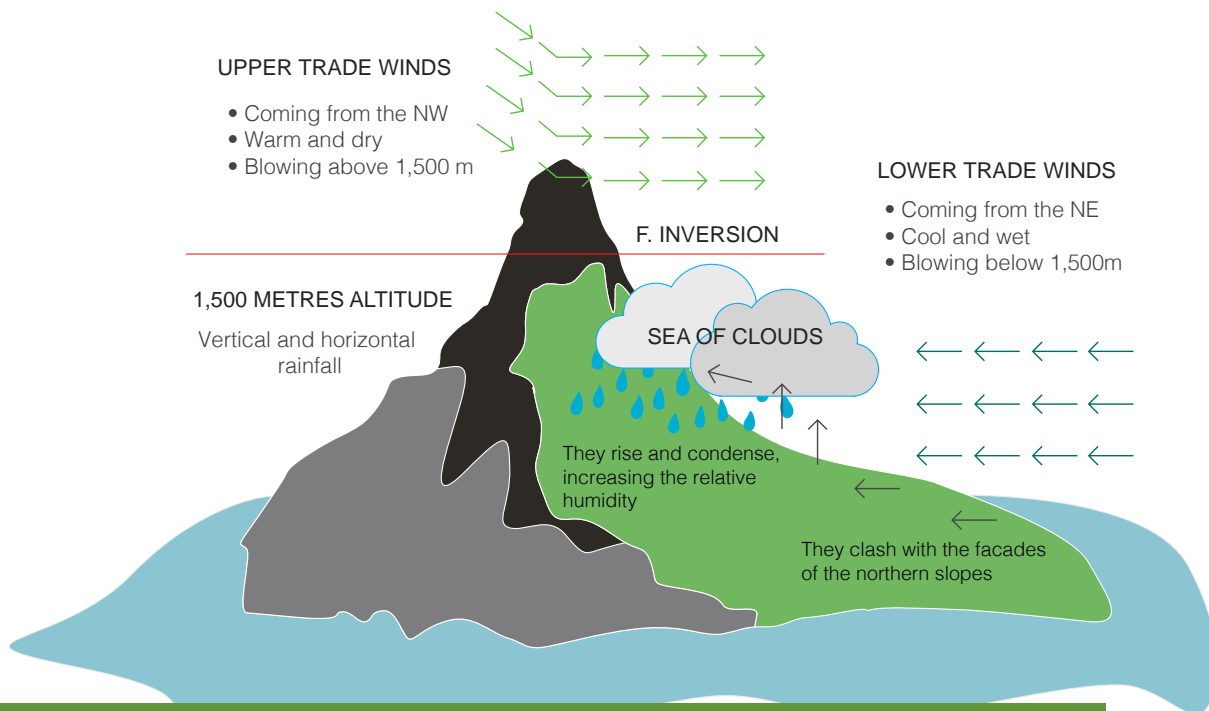 UPPER TRADE WINDS
• Coming from the NW
• Warm and dry
• Blowing above 1,500 m
LOWER TRADE WINDS
• Coming from the NE
• Cool and wet
• Blowing below 1,500m
F. INVERSION
1,500 METRES ALTITUDE
Vertical and horizontal
rainfall
SEA OF CLOUDS
They rise and condense,
increasing the relative
humidity
They clash with the facades
of the northern slopes